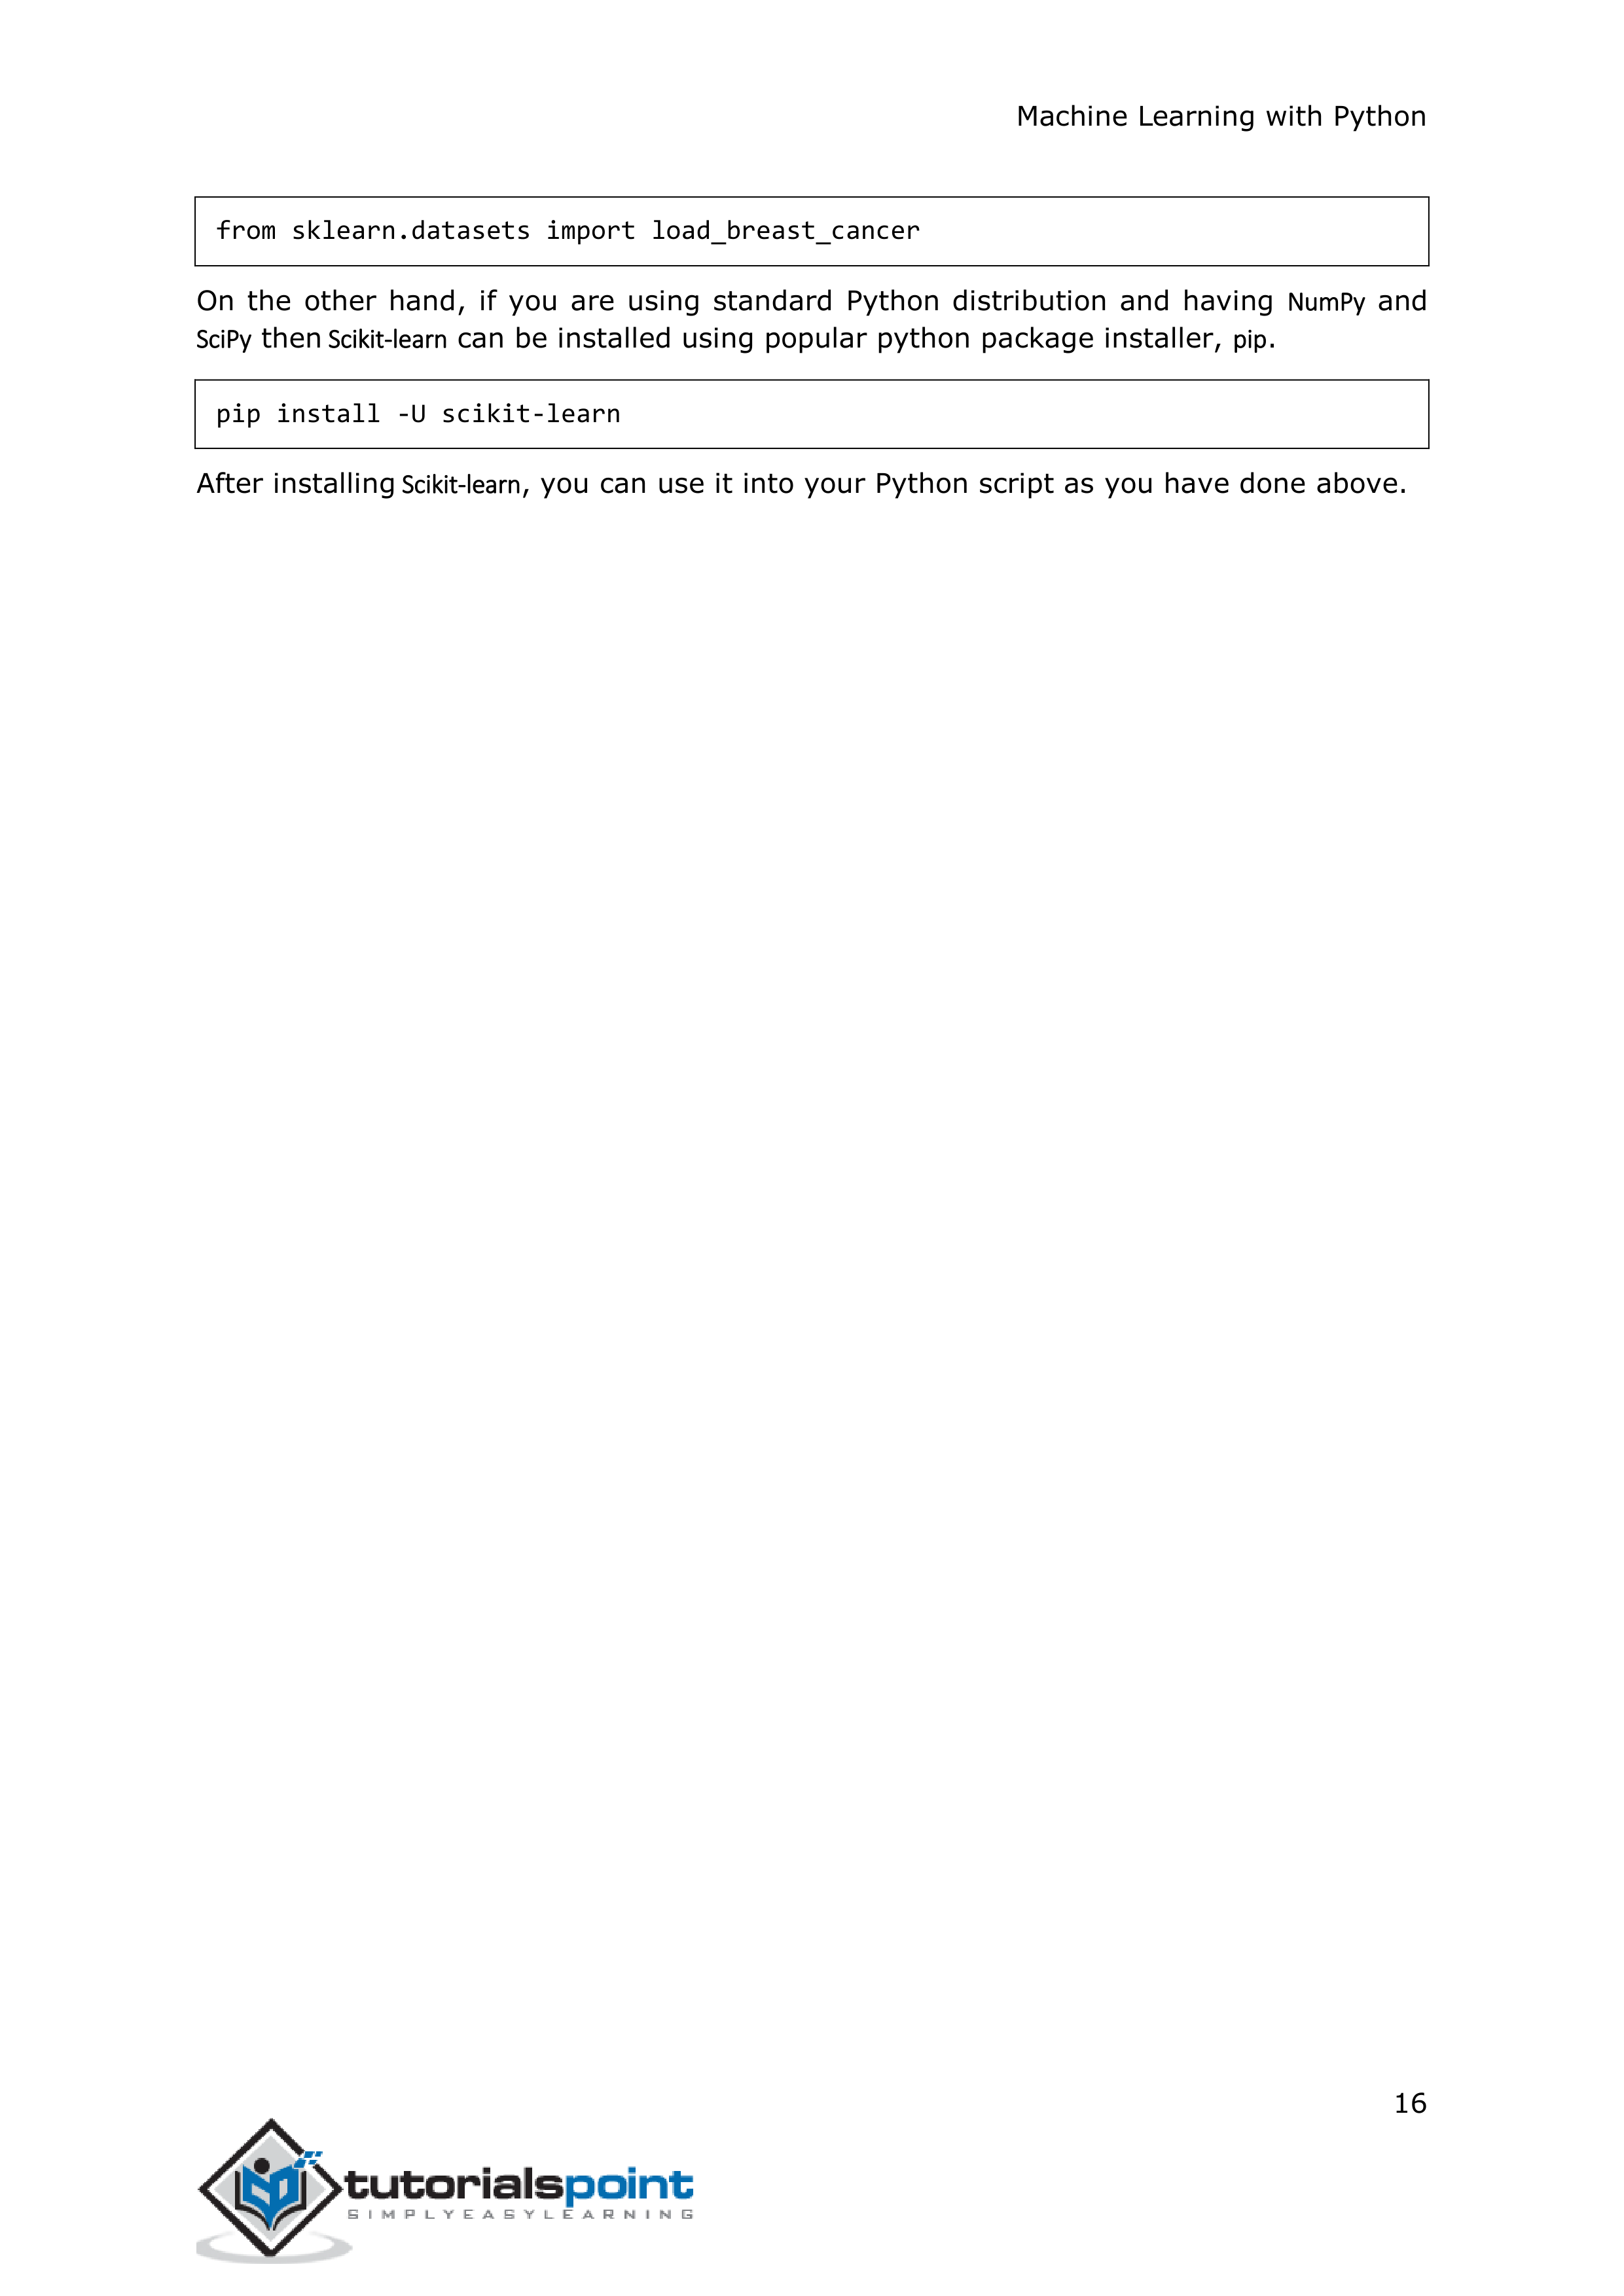 Machine Learning with Python
from sklearn.datasets import load_breast_cancer
On the other hand, if you are using standard Python distribution and having NumPy and
SciPy then Scikit-learn can be installed using popular python package installer, pip.
pip install -U scikit-learn
After installing Scikit-learn, you can use it into your Python script as you have done above.
16
tutorialspoint
SIMPLYEASYLEARNING